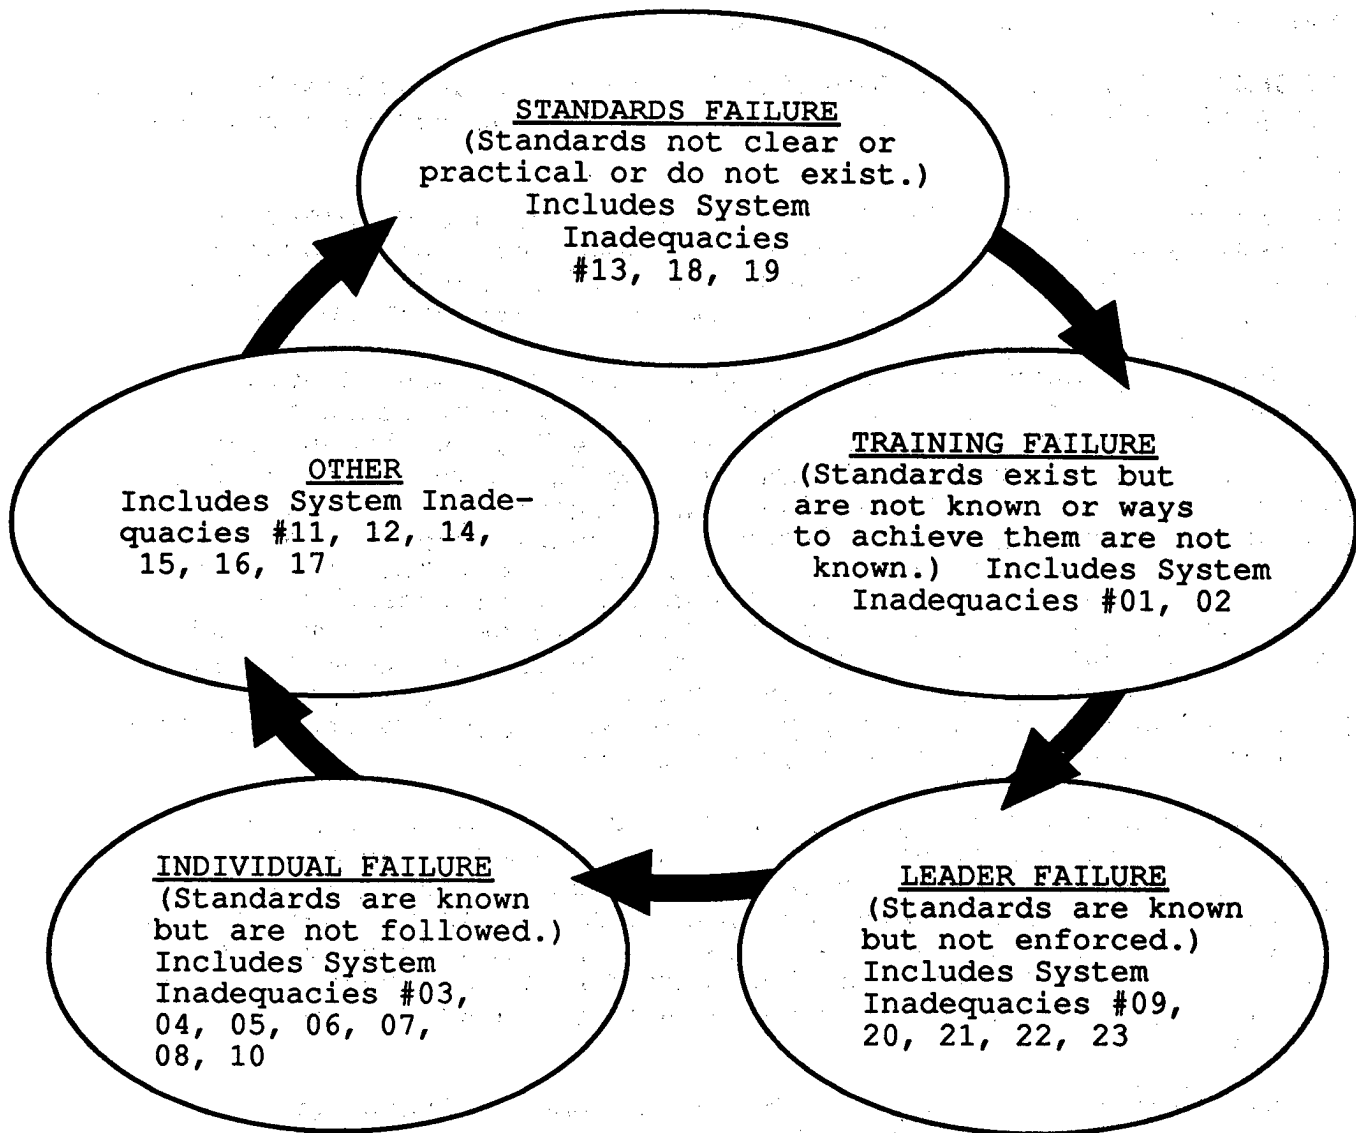 STANDARDS FAILURE
(Standards not clear or
practical or do not exist.)
Includes System
Inadequacies
#13, 18, 19
TRAINING FAILURE
(Standards exist but
are not known or ways
to achieve them are not
known.) Includes System
Inadequacies #01, 02
LEADER FAILURE
(Standards are known
but not enforced.)
Includes System
Inadequacies #09,
20, 21, 22, 23
INDIVIDUAL FAILURE
(Standards are known
but are not followed.)
Includes System
Inadequacies #03,
04, 05, 06, 07,
08, 10
OTHER
Includes System Inade-
quacies #11, 12, 14,
15, 16, 17